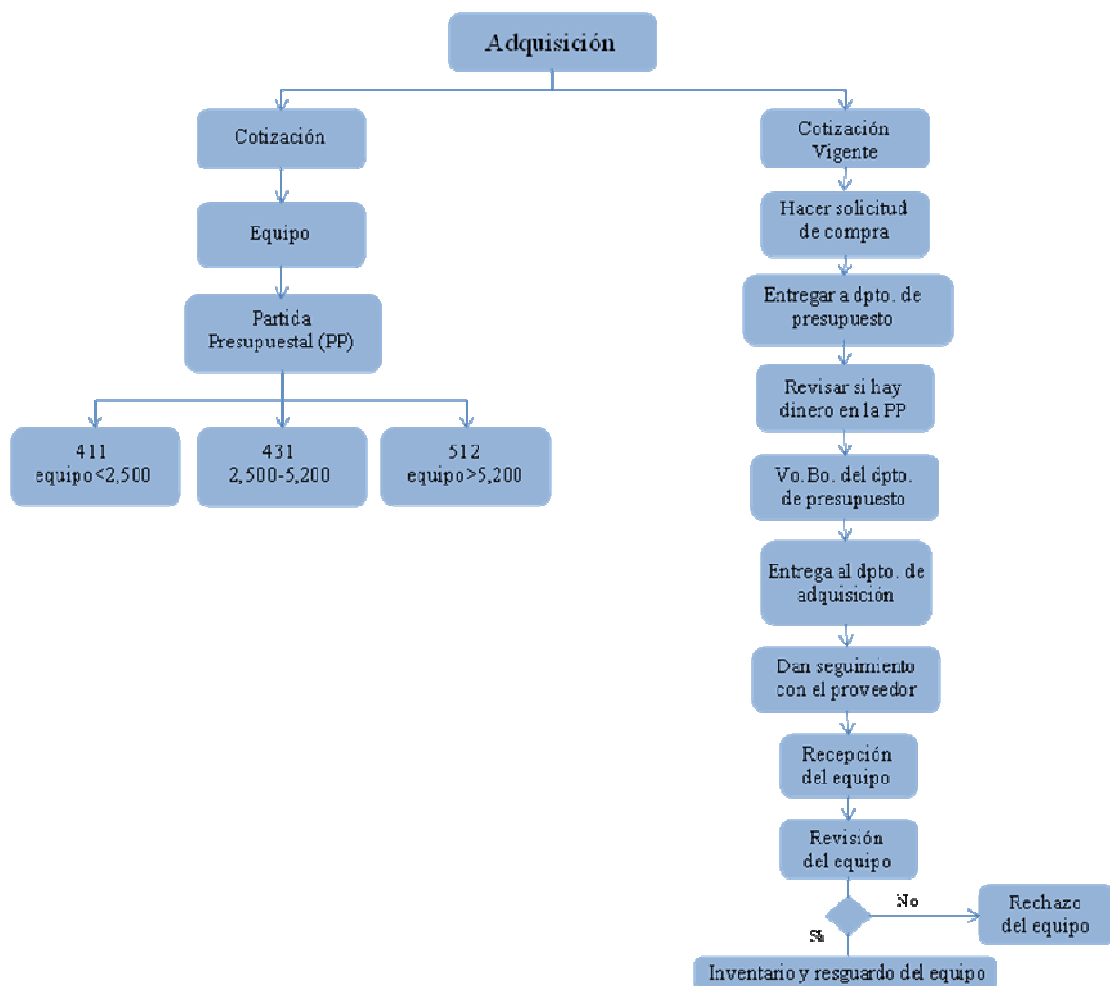 Adquisición
Cotización
Equipo
Partida
Presupuestal (PP)
411
equipo<2,500
431
2,500-5,200
512
equipo>5,200
Cotización
Vigente
Hacer solicitud
de compra
Entregar a dpto. de
presupuesto
Revisar si hay
dinero en la PP
Vo. Bo. del dpto.
de presupuesto
Entrega al dpto. de
adquisición
Dan seguimiento
con el proveedor
Recepción
del equipo
Revisión
del equipo
No
Rechazo
del equipo
Si
Inventario y resguardo del equipo